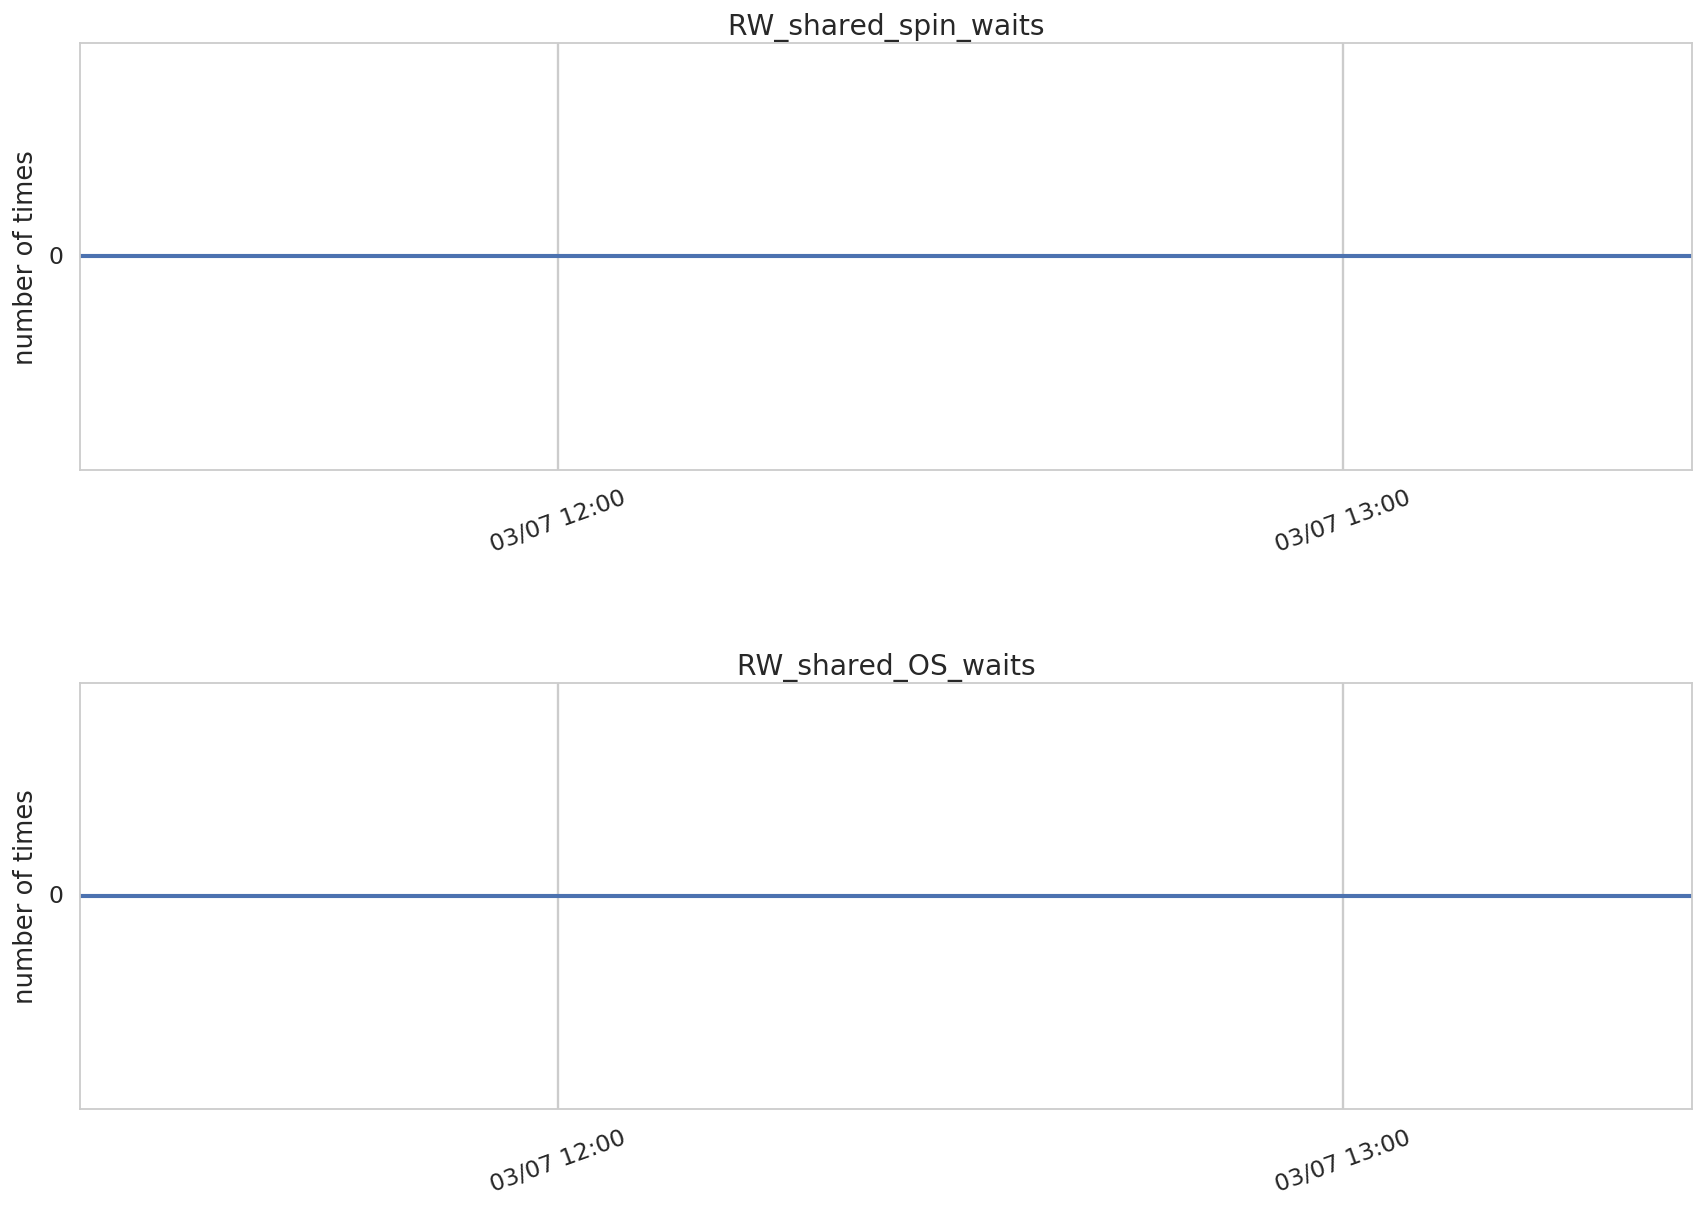 RW_shared_spin_waits
number of times
0
03/07 12:00
03/07 13:00
RW_shared_OS_waits
number of times
0
03/07 12:00
03/07 13:00